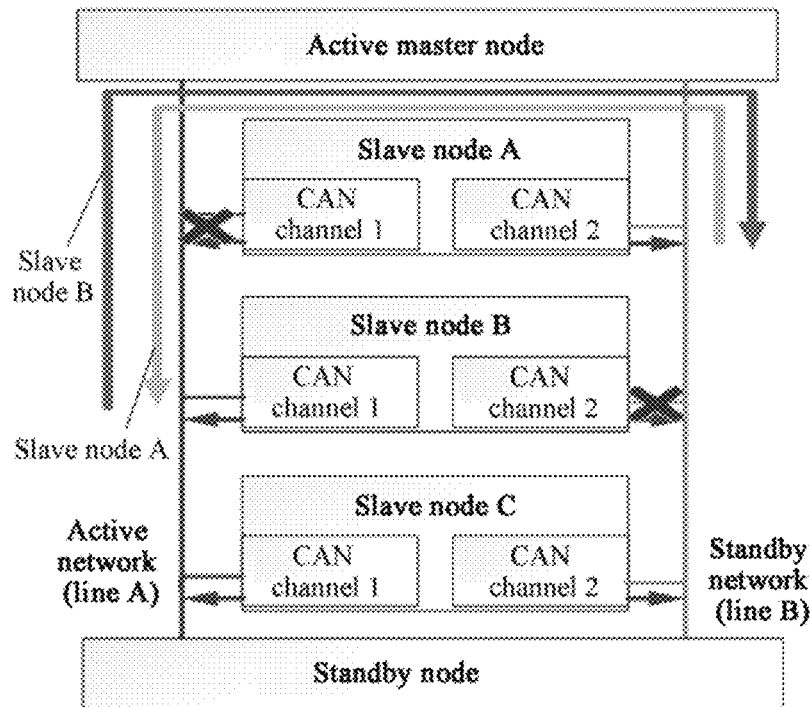 Active master node
Slave node A
CAN
channel 1
CAN
channel 2
Slave
node B
Slave node B
CAN
channel 1
CAN
channel 2
Slave node A
Slave node C
CAN
channel 1
CAN
channel 2
Active
network
(line A)
Standby
network
(line B)
Standby node